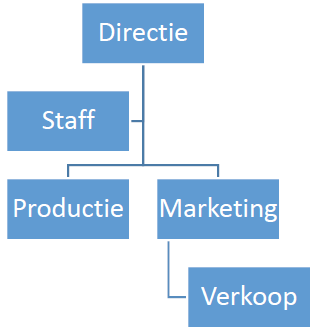 Directie
Staff
Productie
Marketing
Verkoop